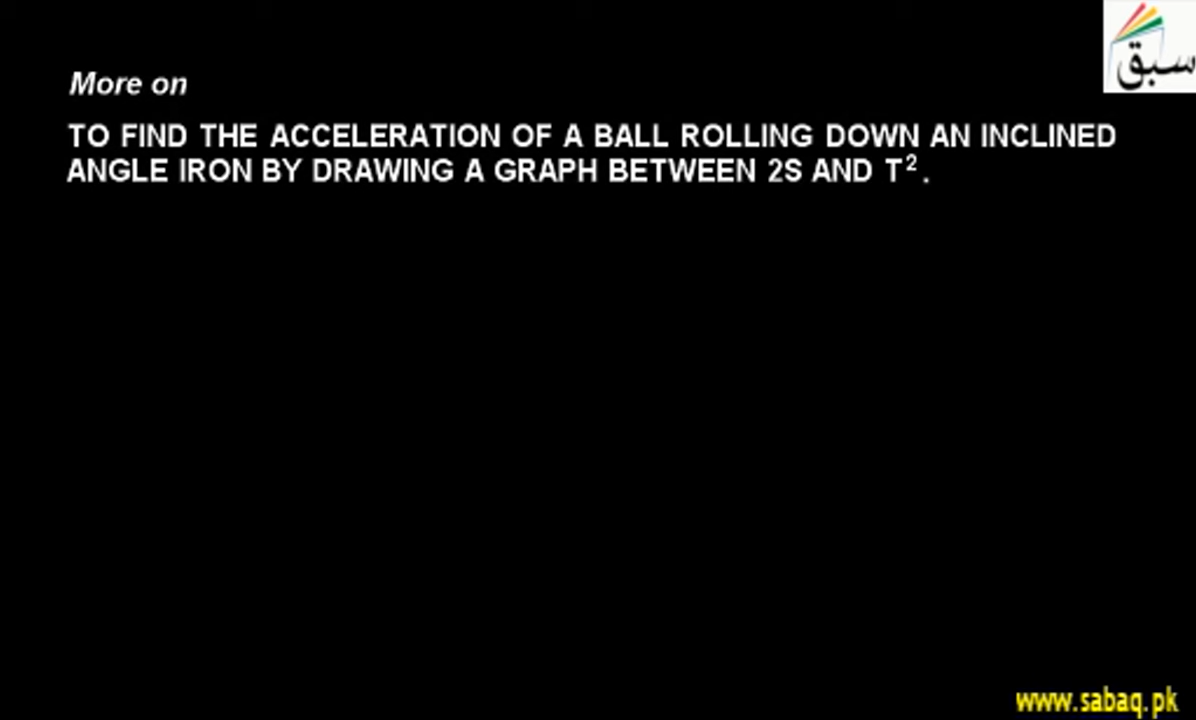 سبق
More on
TO FIND THE ACCELERATION OF A BALL ROLLING DOWN AN INCLINED
ANGLE IRON BY DRAWING A GRAPH BETWEEN 2S AND T².
www.sabaq.pk